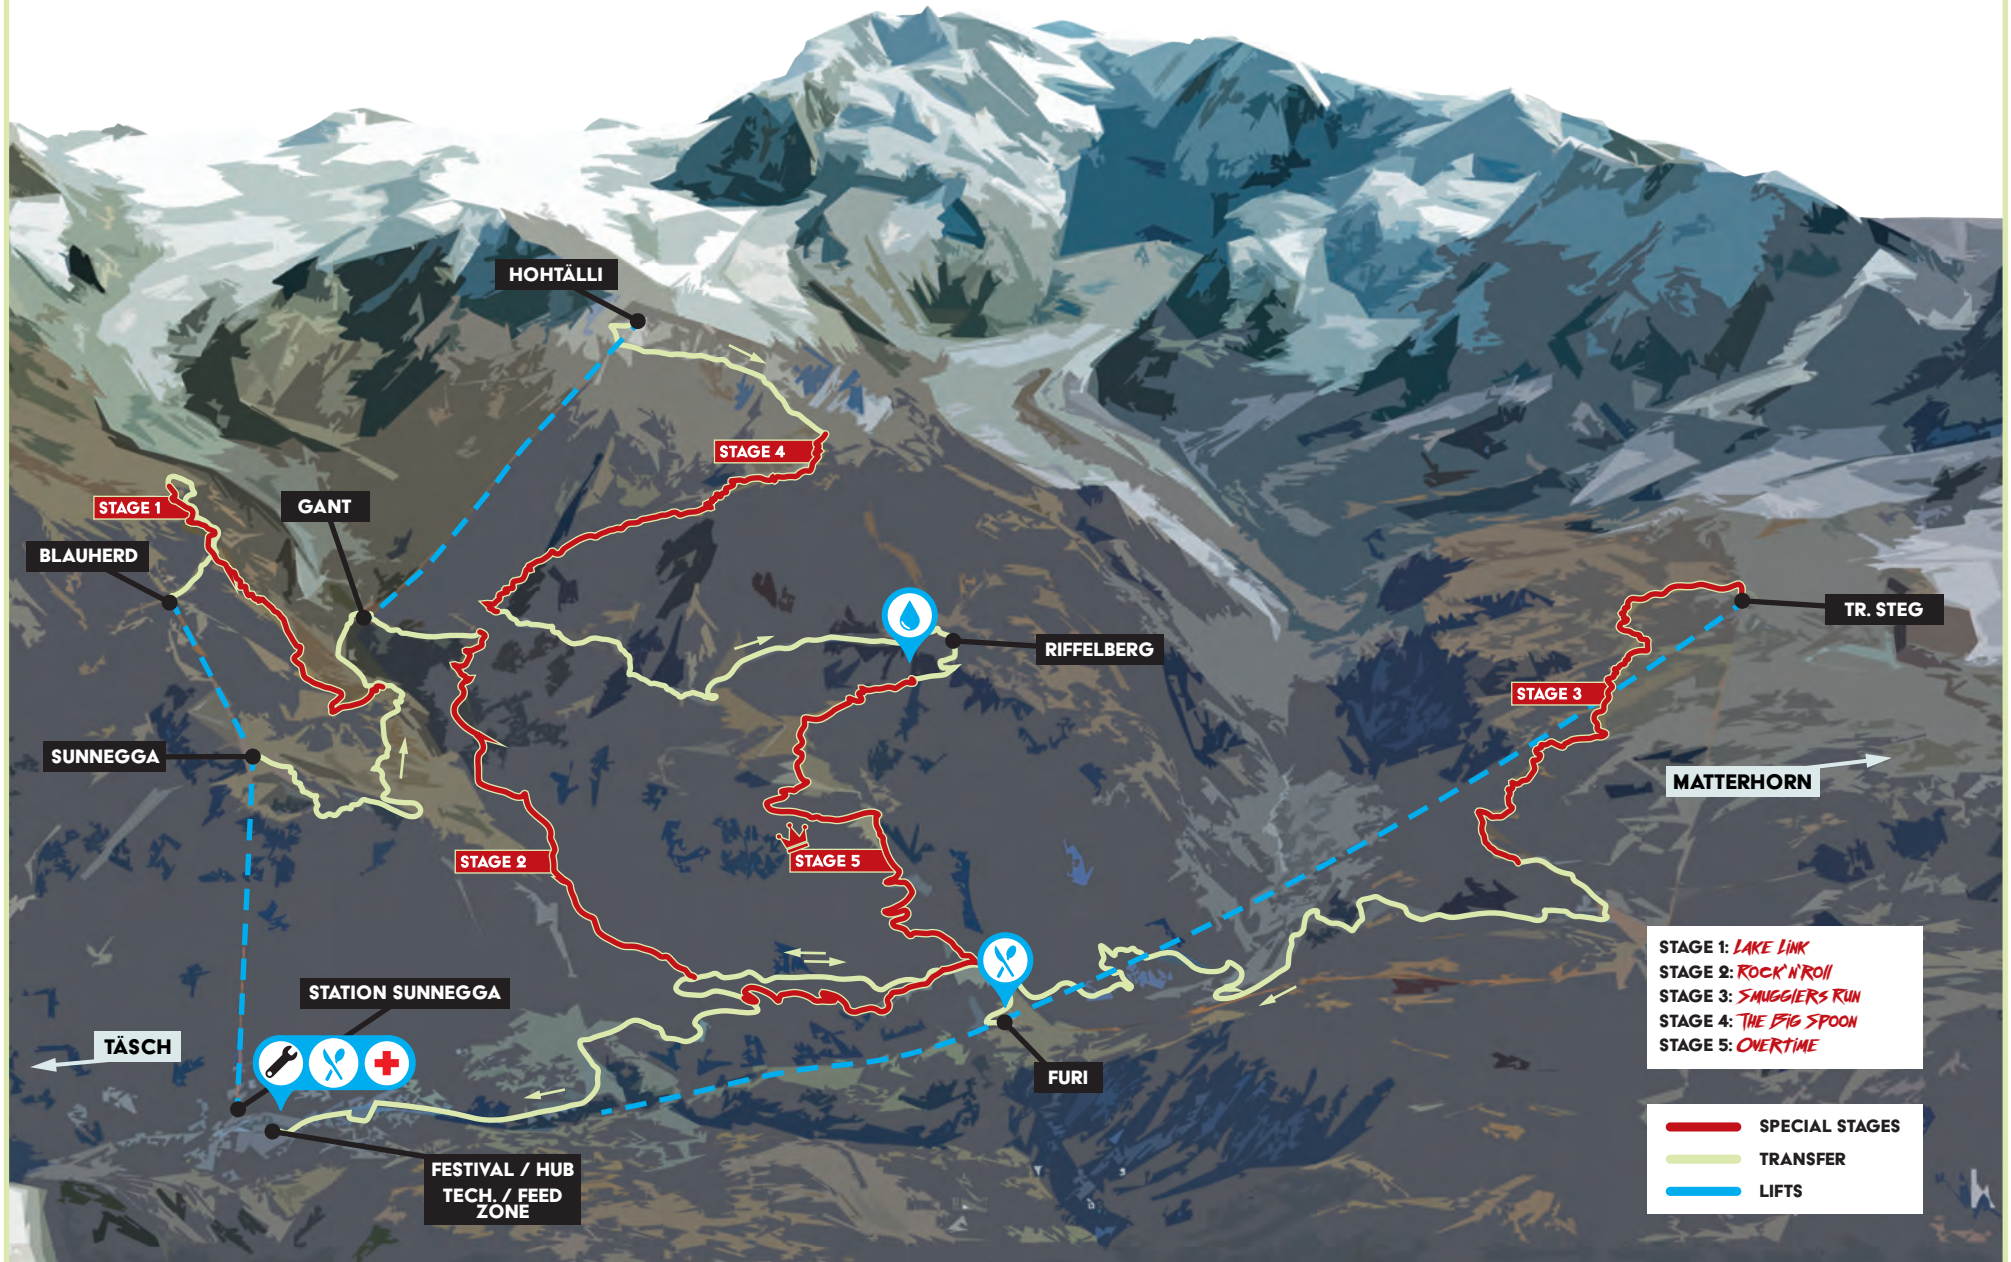 HOHTÄLLI
STAGE 4
STAGE 1
GANT
BLAUHERD
TR. STEG
RIFFELBERG
STAGE 3
SUNNEGGA
MATTERHORN
STAGE 2
STAGE 5
STATION SUNNEGGA
TÄSCH
FURI
FESTIVAL / HUB
TECH. / FEED
ZONE
STAGE 1: LAKE LINK
STAGE 2: ROCK'N'ROLL
STAGE 3: SMUGGLERS RUN
STAGE 4: THE BIG SPOON
STAGE 5: OVERTIME
SPECIAL STAGES
TRANSFER
LIFTS